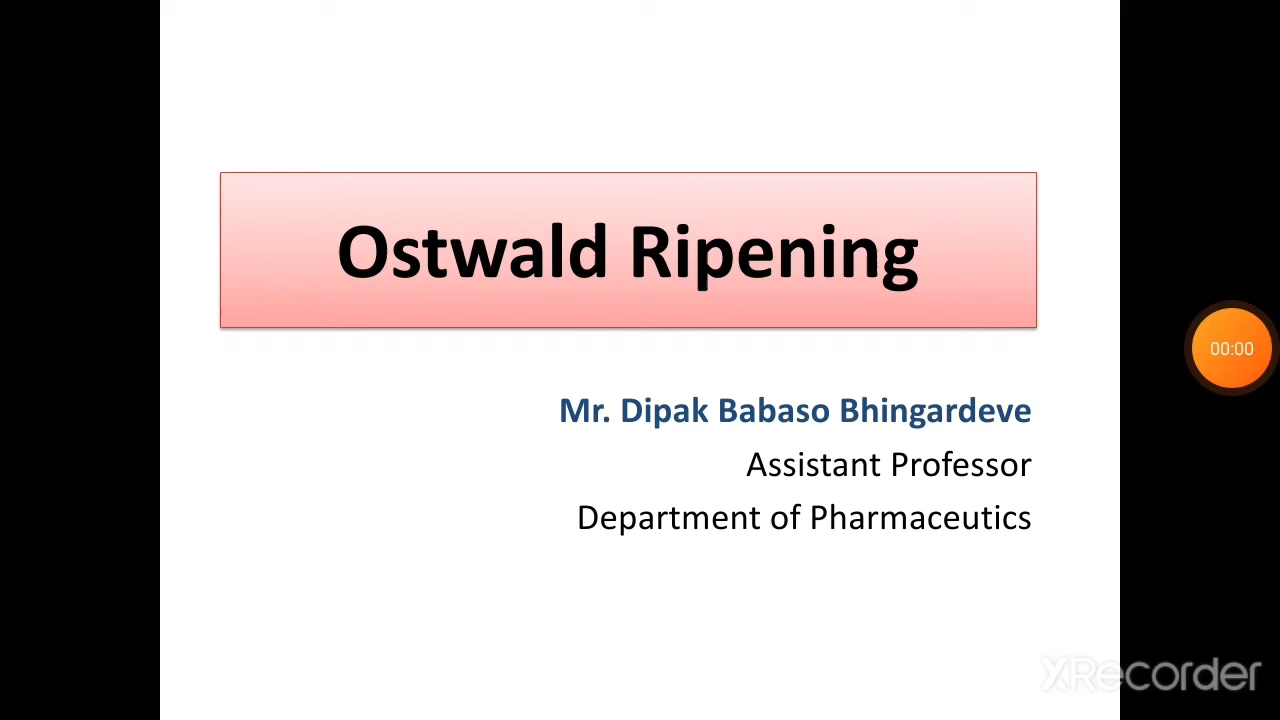 Ostwald Ripening
Mr. Dipak Babaso Bhingardeve
Assistant Professor
Department of Pharmaceutics
00:00
XRecorder